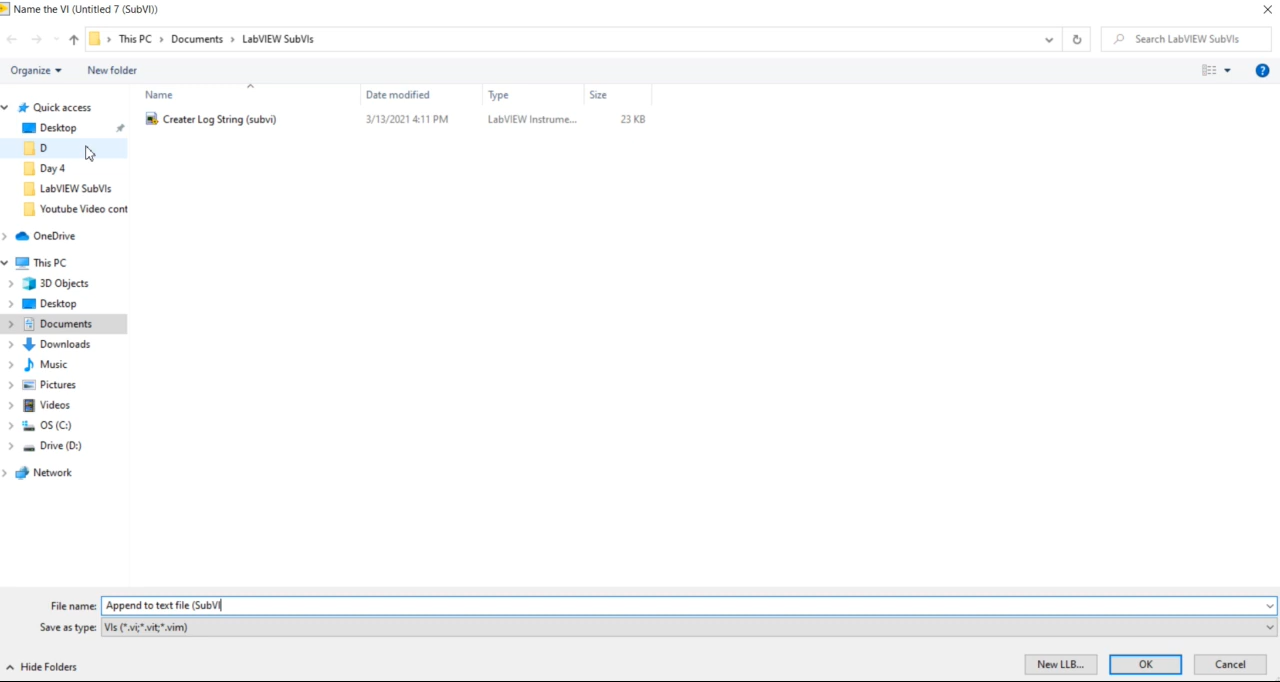 Name the VI (Untitled 7 (SubVI))
This PC › Documents › LabVIEW SubVIs
Search LabVIEW SubVIs
Organize
New folder
Name
Date modified
Type
Size
Creater Log String (subvi)
3/13/2021 4:11 PM
LabVIEW Instrume...
23 KB
Quick access
Desktop
D
Day 4
LabVIEW SubVIs
Youtube Video cont
OneDrive
This PC
3D Objects
Desktop
Documents
Downloads
Music
Pictures
Videos
OS (C:)
Drive (D:)
Network
File name: Append to text file (SubVI
Save as type: VIs (*.vi;*.vit;*.vim)
Hide Folders
New LLB...
OK
Cancel